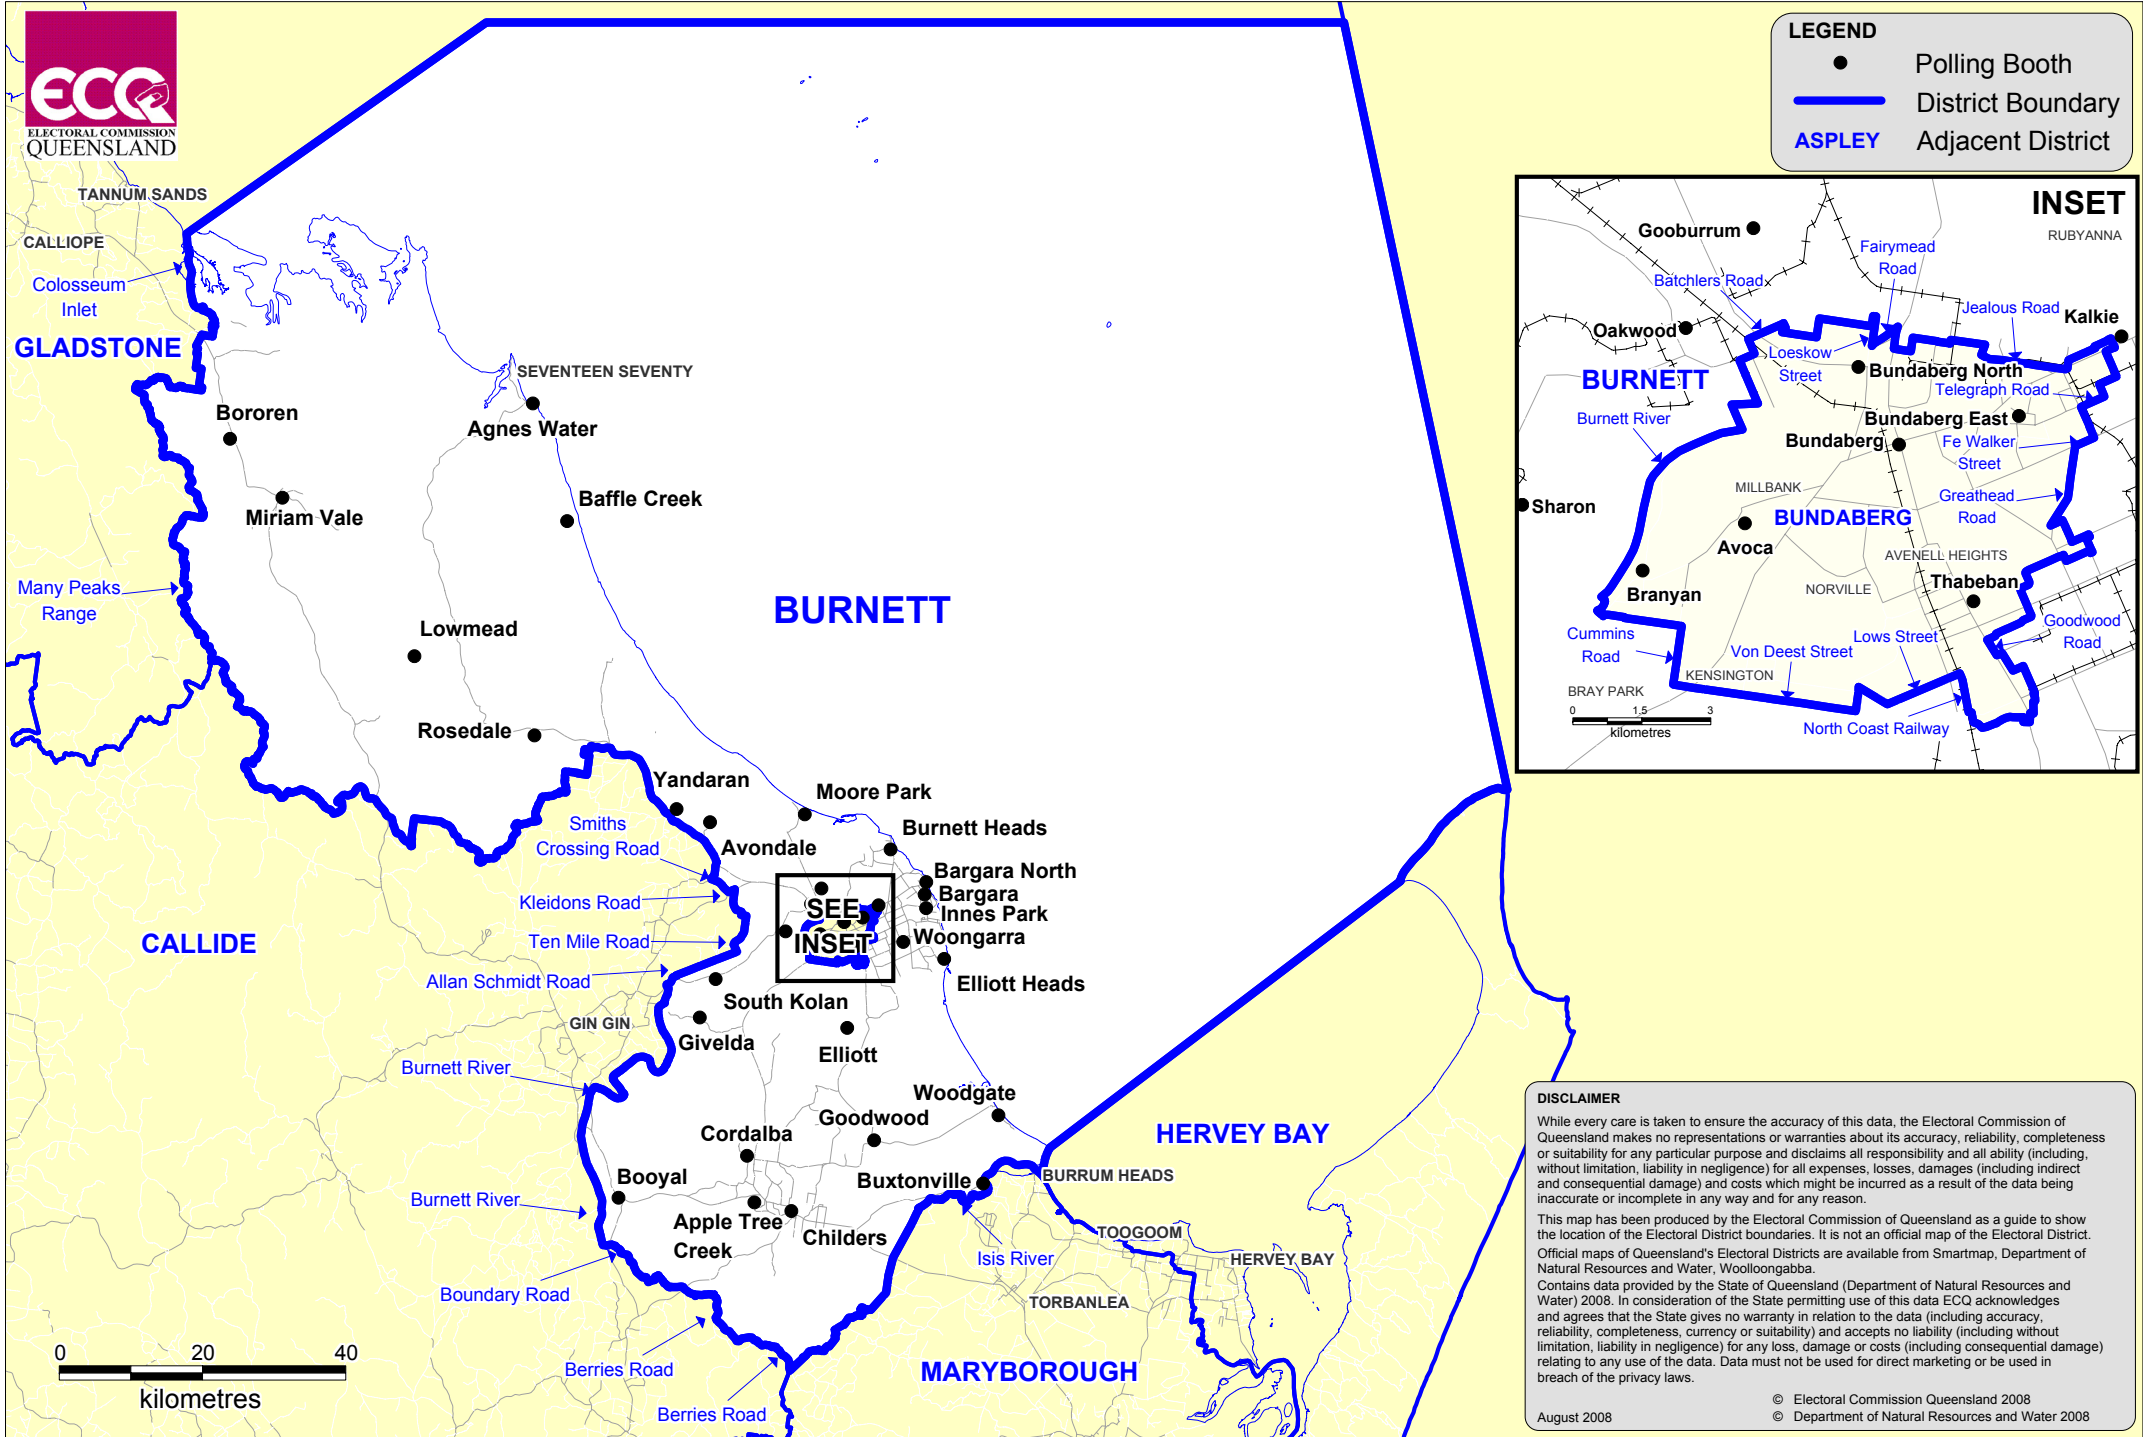 ECQ
ELECTORAL COMMISSION
QUEENSLAND
LEGEND
Polling Booth
District Boundary
ASPLEY
Adjacent District
TANNUM SANDS
CALLIOPE
Colosseum
Inlet
GLADSTONE
Bororen
Miriam Vale
SEVENTEEN SEVENTY
Agnes Water
Baffle Creek
Many Peaks
Range
BURNETT
Lowmead
Rosedale
Yandaran
Moore Park
Smiths
Crossing Road
Avondale
Burnett Heads
Bargara North
Bargara
Innes Park
Woongarra
Elliott Heads
SEE
INSET
Kleidons Road
Ten Mile Road
Allan Schmidt Road
CALLIDE
South Kolan
GIN GIN
Givelda
Elliott
Burnett River
Woodgate
Goodwood
Cordalba
HERVEY BAY
Booyal
Buxtonville
BURRUM HEADS
Burnett River
Apple Tree
Creek
Childers
TOOGOOM
Isis River
HERVEY BAY
Boundary Road
TORBANLEA
Berries Road
MARYBOROUGH
Berries Road
0 20 40
kilometres
INSET
RUBYANNA
Gooburrum
Fairymead
Road
Batchlers Road
Jealous Road
Kalkie
Oakwood
Loeskow
Street
BURNETT
Bundaberg North
Telegraph Road
Burnett River
Bundaberg East
Bundaberg
Fe Walker
Street
MILLBANK
Greathead
Road
Sharon
BUNDABERG
Avoca
AVENELL HEIGHTS
Thabeban
NORVILLE
Branyan
Cummins
Road
Goodwood
Road
Lows Street
Von Deest Street
KENSINGTON
BRAY PARK
0 1.5 3
kilometres
North Coast Railway
DISCLAIMER
While every care is taken to ensure the accuracy of this data, the Electoral Commission of
Queensland makes no representations or warranties about its accuracy, reliability, completeness
or suitability for any particular purpose and disclaims all responsibility and all ability (including,
without limitation, liability in negligence) for all expenses, losses, damages (including indirect
and consequential damage) and costs which might be incurred as a result of the data being
inaccurate or incomplete in any way and for any reason.
This map has been produced by the Electoral Commission of Queensland as a guide to show
the location of the Electoral District boundaries. It is not an official map of the Electoral District.
Official maps of Queensland's Electoral Districts are available from Smartmap, Department of
Natural Resources and Water, Woolloongabba.
Contains data provided by the State of Queensland (Department of Natural Resources and
Water) 2008. In consideration of the State permitting use of this data ECQ acknowledges
and agrees that the State gives no warranty in relation to the data (including accuracy,
reliability, completeness, currency or suitability) and accepts no liability (including without
limitation, liability in negligence) for any loss, damage or costs (including consequential damage)
relating to any use of the data. Data must not be used for direct marketing or be used in
breach of the privacy laws.
© Electoral Commission Queensland 2008
August 2008
© Department of Natural Resources and Water 2008